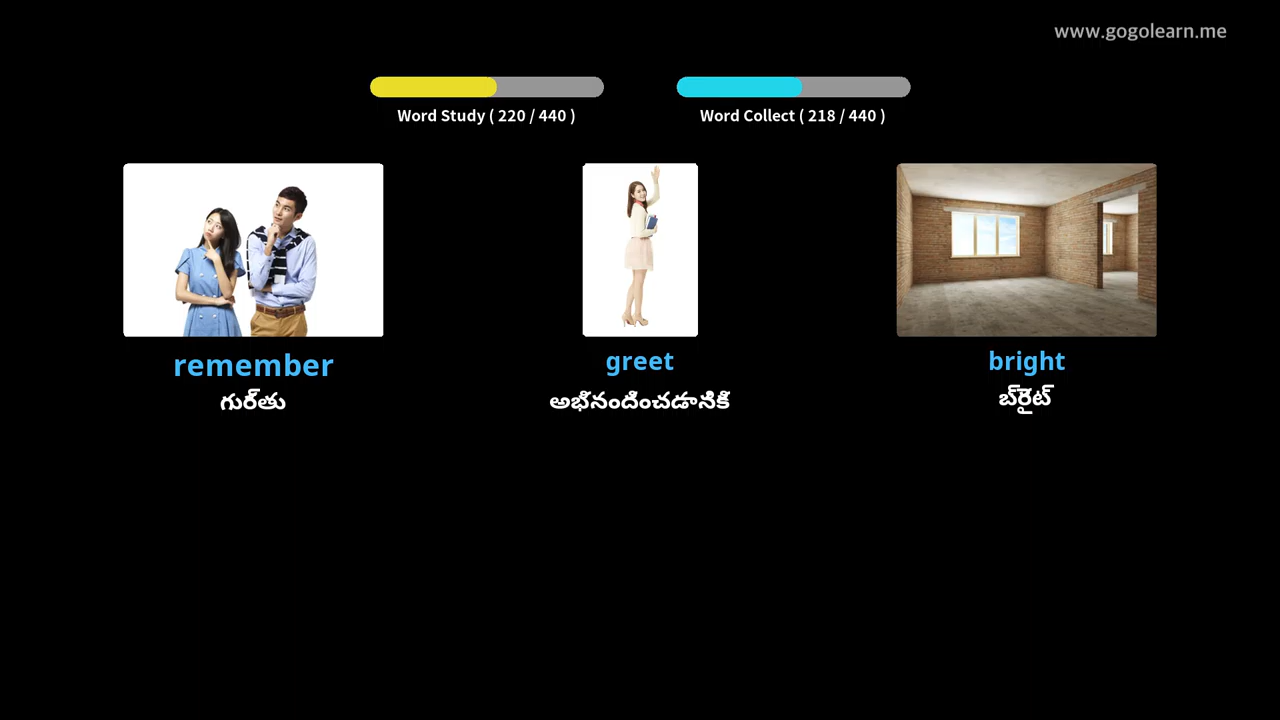 www.gogolearn.me
Word Study ( 220 / 440 )
Word Collect ( 218 / 440 )
remember
greet
bright
గుర్తు
అభినందించడానికి
బ్రైట్